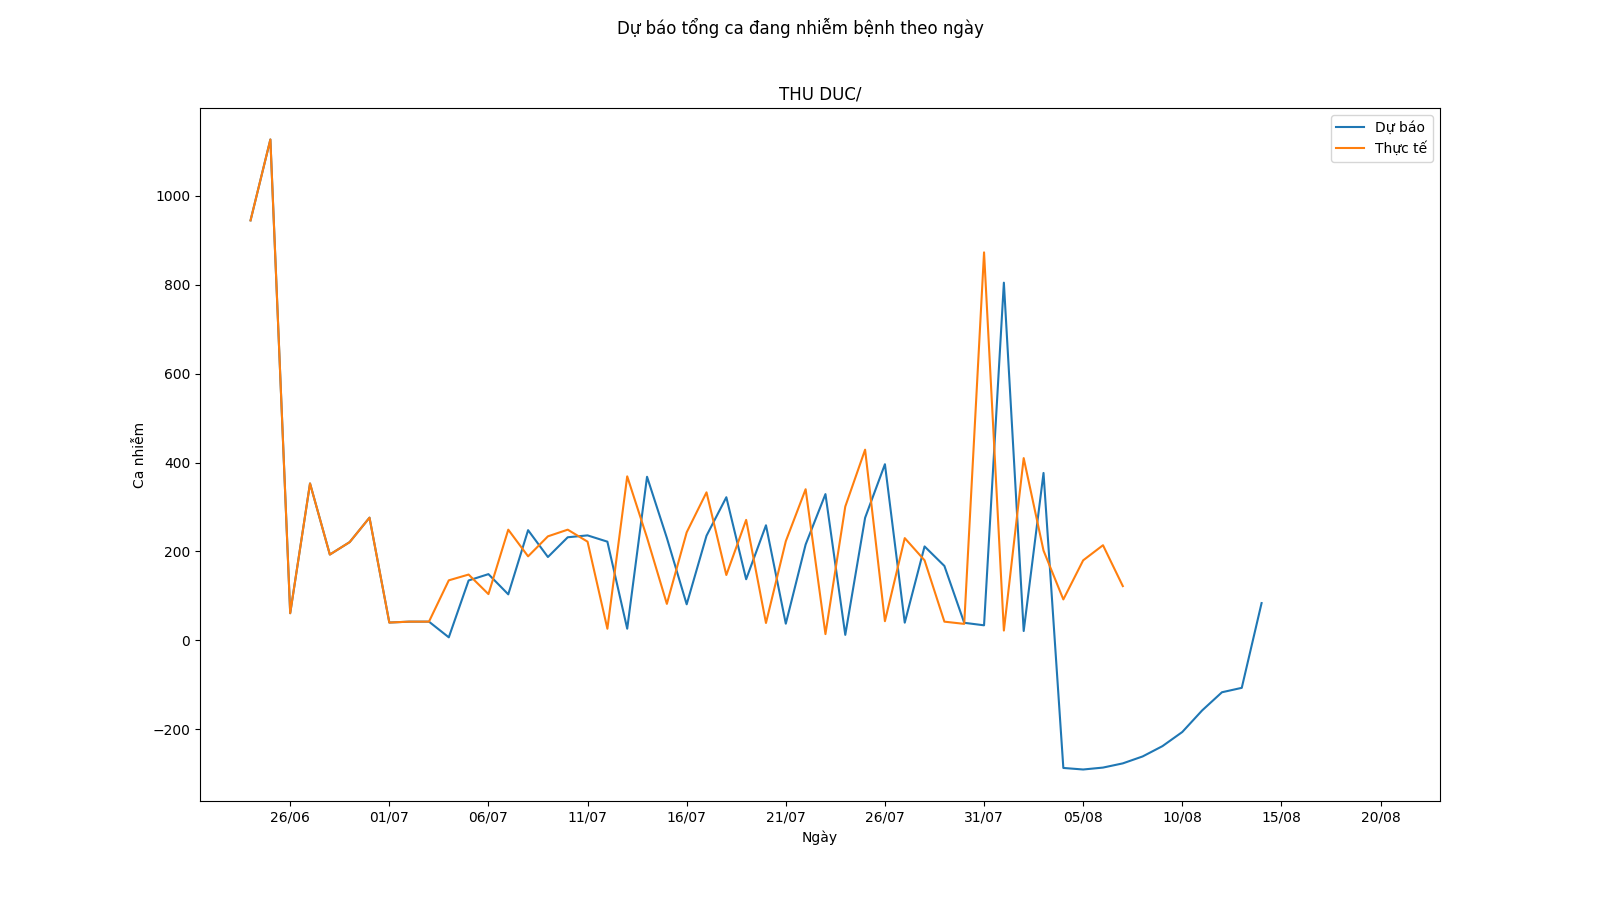 Dự báo tổng ca đang nhiễm bệnh theo ngày
THU DUC/
Dự báo
Thực tế
1000
800
600
400
200
0
−200
Ca nhiễm
26/06 01/07 06/07 11/07 16/07 21/07 26/07 31/07 05/08 10/08 15/08 20/08
Ngày